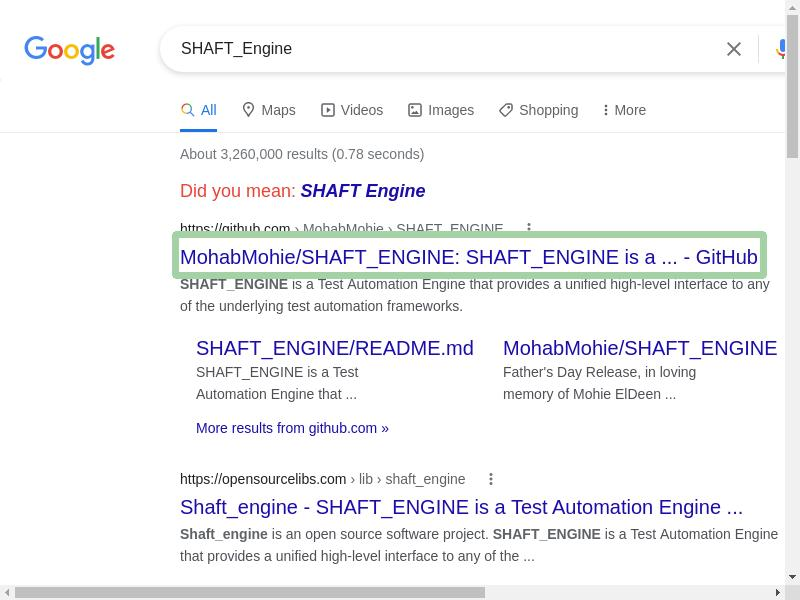 Google
SHAFT_Engine
All Maps Videos Images Shopping More
About 3,260,000 results (0.78 seconds)
Did you mean: SHAFT Engine
https://github.com › MohabMohie › SHAFT_ENGINE
MohabMohie/SHAFT_ENGINE: SHAFT_ENGINE is a ... - GitHub
SHAFT_ENGINE is a Test Automation Engine that provides a unified high-level interface to any
of the underlying test automation frameworks.
SHAFT_ENGINE/README.md
SHAFT_ENGINE is a Test
Automation Engine that ...
MohabMohie/SHAFT_ENGINE
Father's Day Release, in loving
memory of Mohie ElDeen ...
More results from github.com »
https://opensourcelibs.com › lib › shaft_engine
Shaft_engine - SHAFT_ENGINE is a Test Automation Engine ...
Shaft_engine is an open source software project. SHAFT_ENGINE is a Test Automation Engine
that provides a unified high-level interface to any of the ...